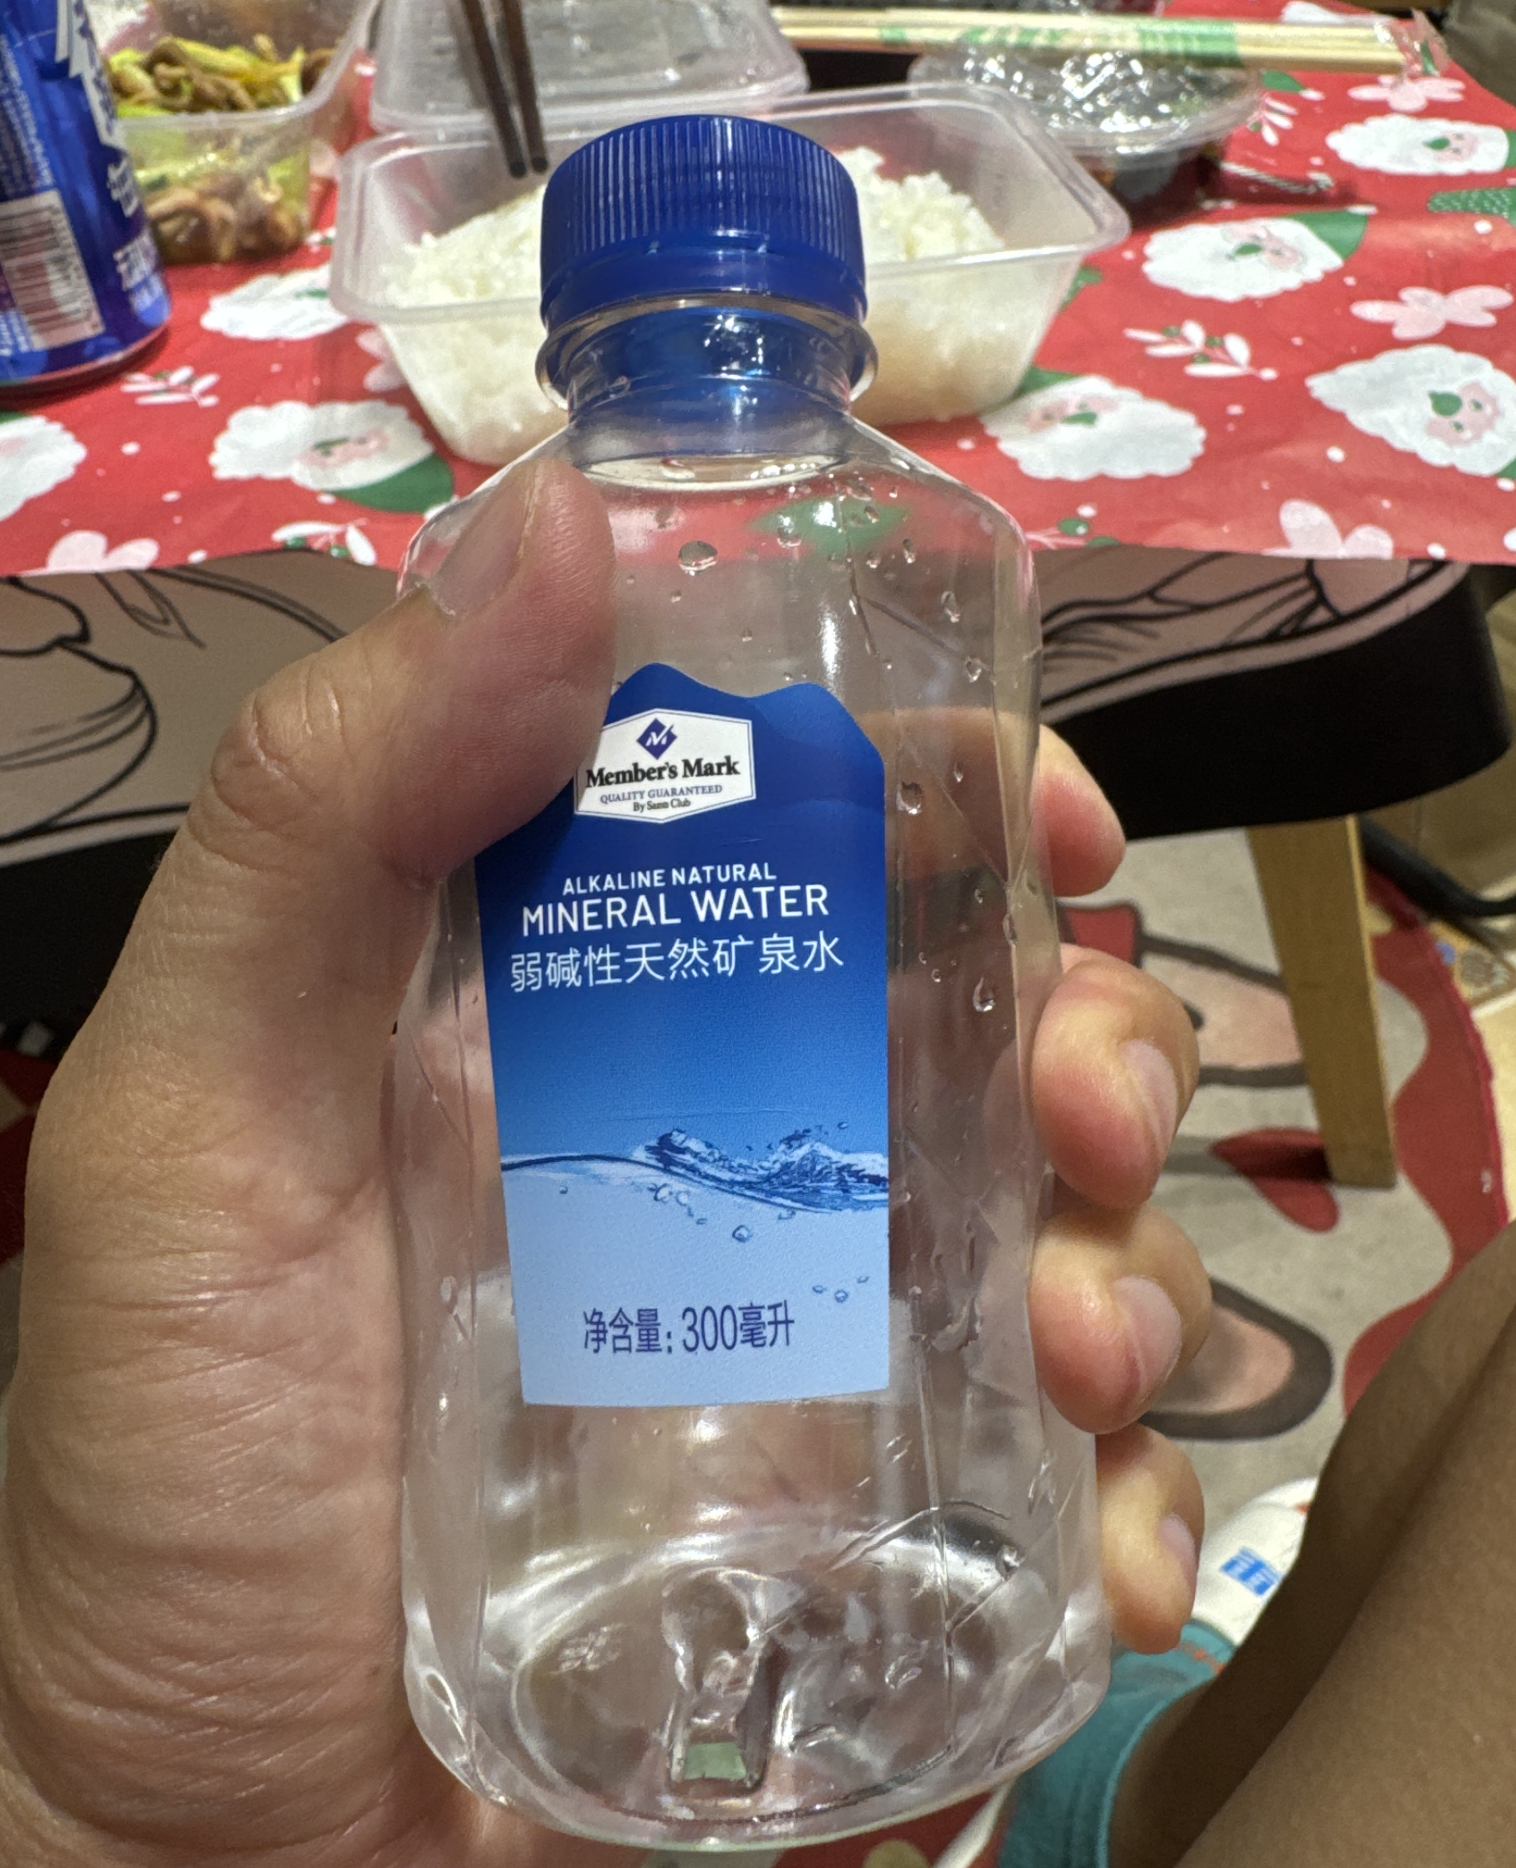 Member's Mark
QUALITY GUARANTEED
By Sam's Club
ALKALINE NATURAL
MINERAL WATER
弱碱性天然矿泉水
净含量:300毫升